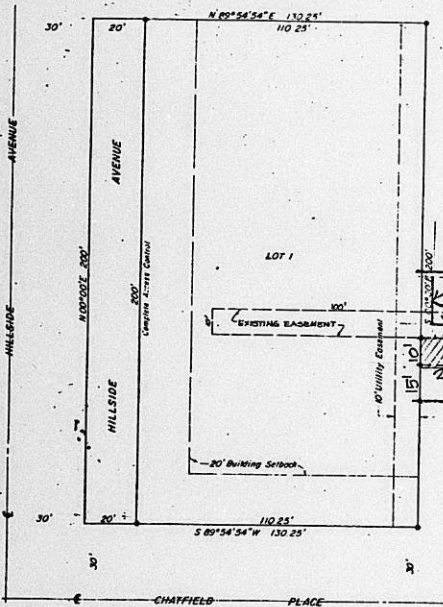 N 89°54'54" E 130.25'
30'
20'
110.25'
AVENUE
HILLSIDE
AVENUE
HILLSIDE
N 00°00'E 200'
200'
Complete Access Control
LOT 1
100'
EXISTING EASEMENT
10' Utility Easement
200'
10'
15'
20' Building Setback
30'
20'
110.25'
S 89°54'54" W 130.25'
30'
30'
CHATFIELD PLACE